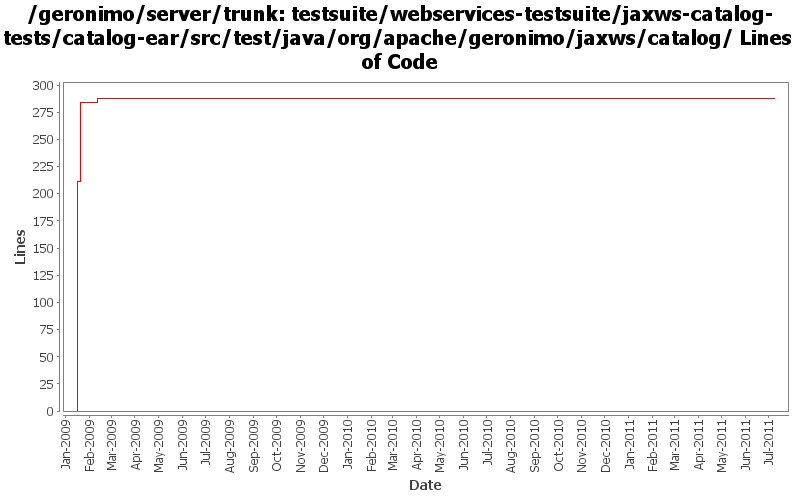 /geronimo/server/trunk: testsuite/webservices-testsuite/jaxws-catalog-
tests/catalog-ear/src/test/java/org/apache/geronimo/jaxws/catalog/ Lines
of Code
300
275
250
225
200
175
150
125
100
75
50
25
0
Lines
Jan-2009
Feb-2009
Mar-2009
Apr-2009
May-2009
Jun-2009
Jul-2009
Aug-2009
Sep-2009
Oct-2009
Nov-2009
Dec-2009
Jan-2010
Feb-2010
Mar-2010
Apr-2010
May-2010
Jun-2010
Jul-2010
Aug-2010
Sep-2010
Oct-2010
Nov-2010
Dec-2010
Jan-2011
Feb-2011
Mar-2011
Apr-2011
May-2011
Jun-2011
Jul-2011
Date